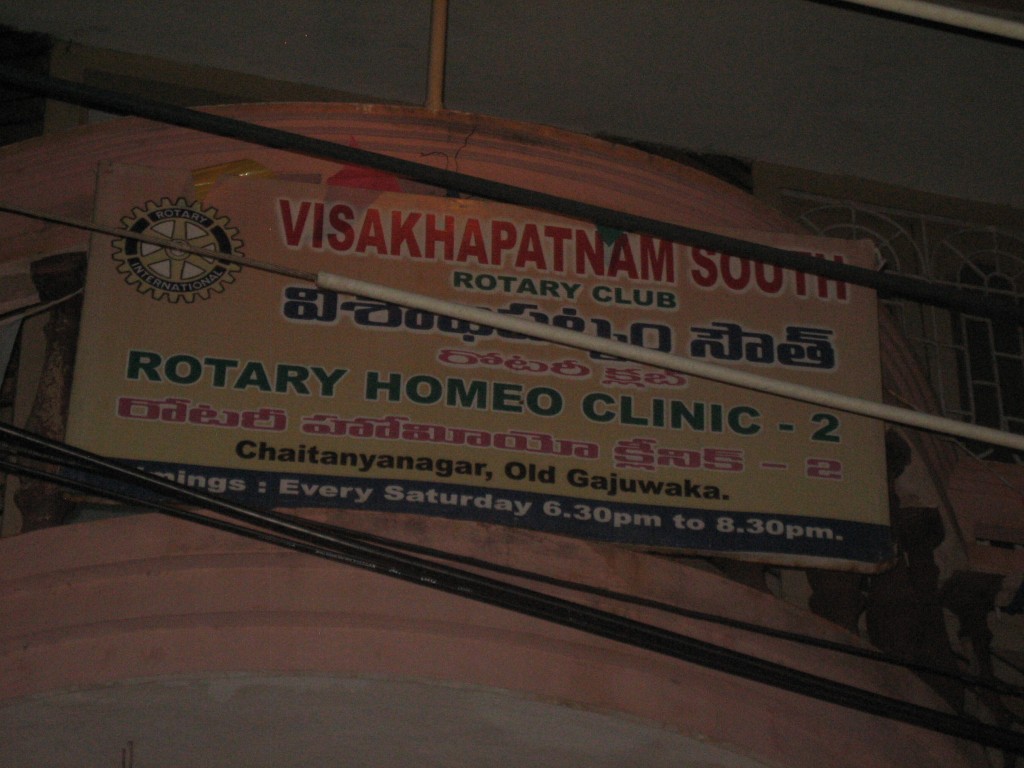 ROTARY
INTERNATIONAL
VISAKHAPATNAM SOUTH
ROTARY CLUB
విశాఖపట్నం సౌత్
రోటరీ క్లబ్
ROTARY HOMEO CLINIC - 2
రోటరీ హోమియో క్లీనిక్ - 2
Chaitanyanagar, Old Gajuwaka.
Timings : Every Saturday 6.30pm to 8.30pm.